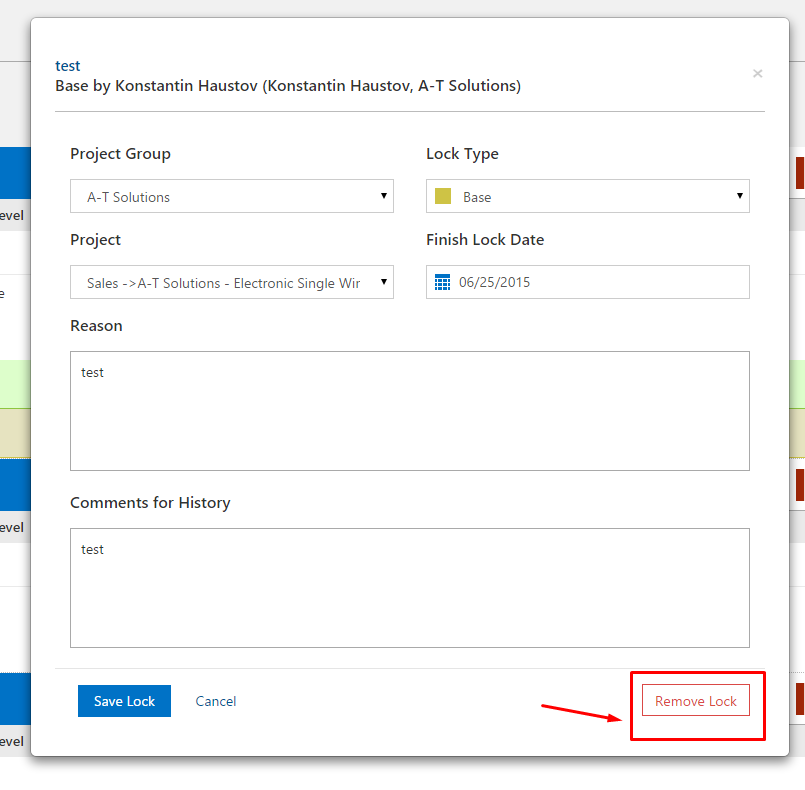 test
Base by Konstantin Haustov (Konstantin Haustov, A-T Solutions)
×
Project Group
Lock Type
A-T Solutions
Base
Project
Finish Lock Date
Sales ->A-T Solutions - Electronic Single Wir
06/25/2015
Reason
test
Comments for History
test
Save Lock
Cancel
Remove Lock
evel
e
evel
evel